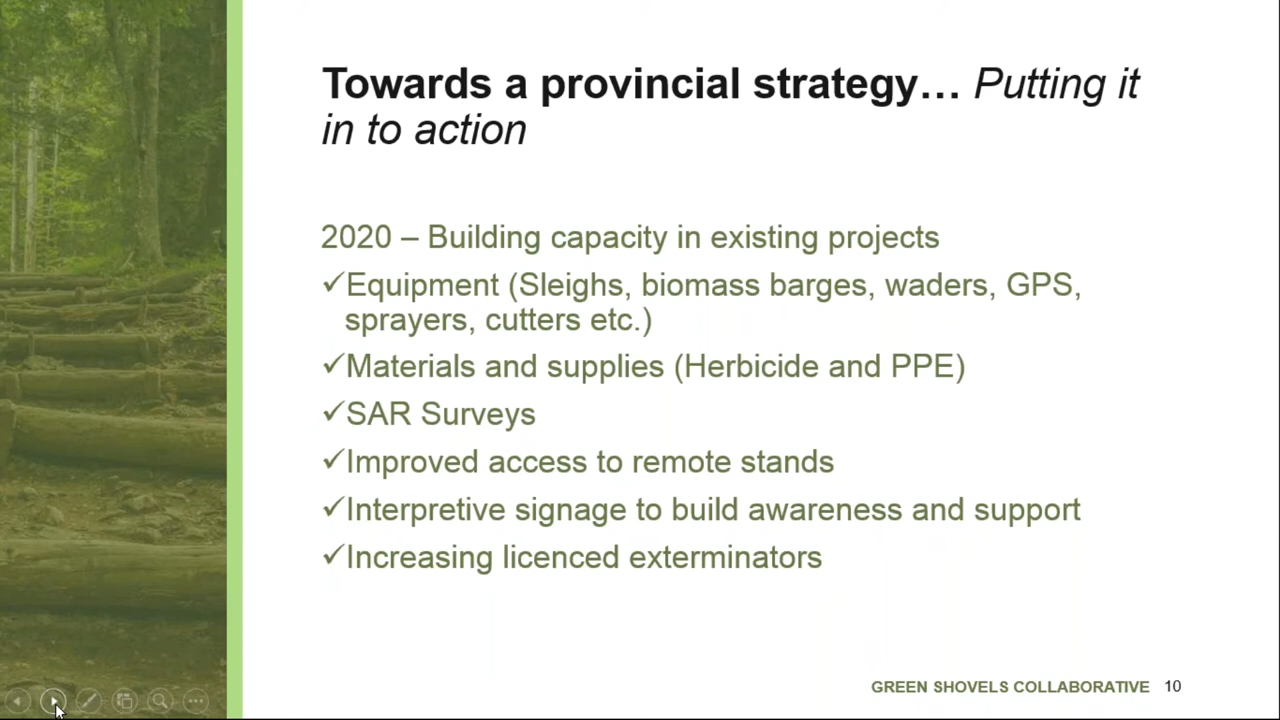 Towards a provincial strategy… Putting it
in to action
2020 – Building capacity in existing projects
✓Equipment (Sleighs, biomass barges, waders, GPS,
sprayers, cutters etc.)
✓Materials and supplies (Herbicide and PPE)
✓SAR Surveys
✓Improved access to remote stands
✓Interpretive signage to build awareness and support
✓Increasing licenced exterminators
GREEN SHOVELS COLLABORATIVE 10